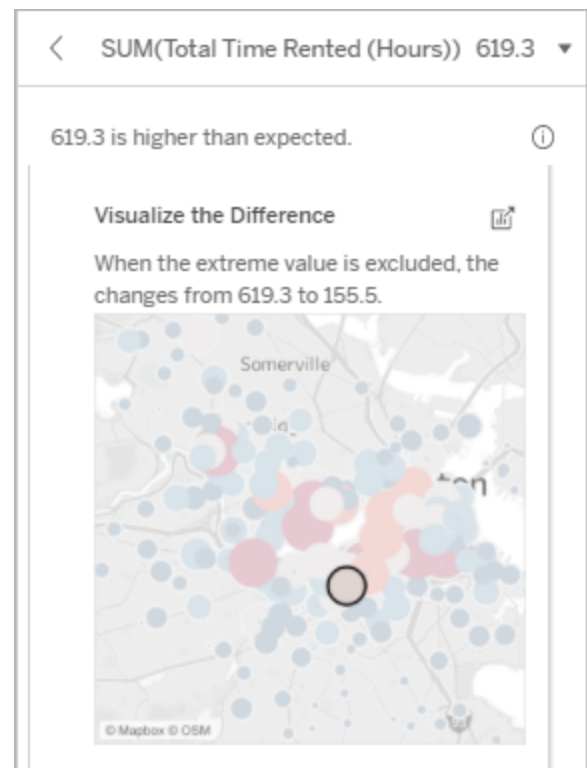 SUM(Total Time Rented (Hours)) 619.3
619.3 is higher than expected.
Visualize the Difference
When the extreme value is excluded, the
changes from 619.3 to 155.5.
Somerville
© Mapbox © OSM